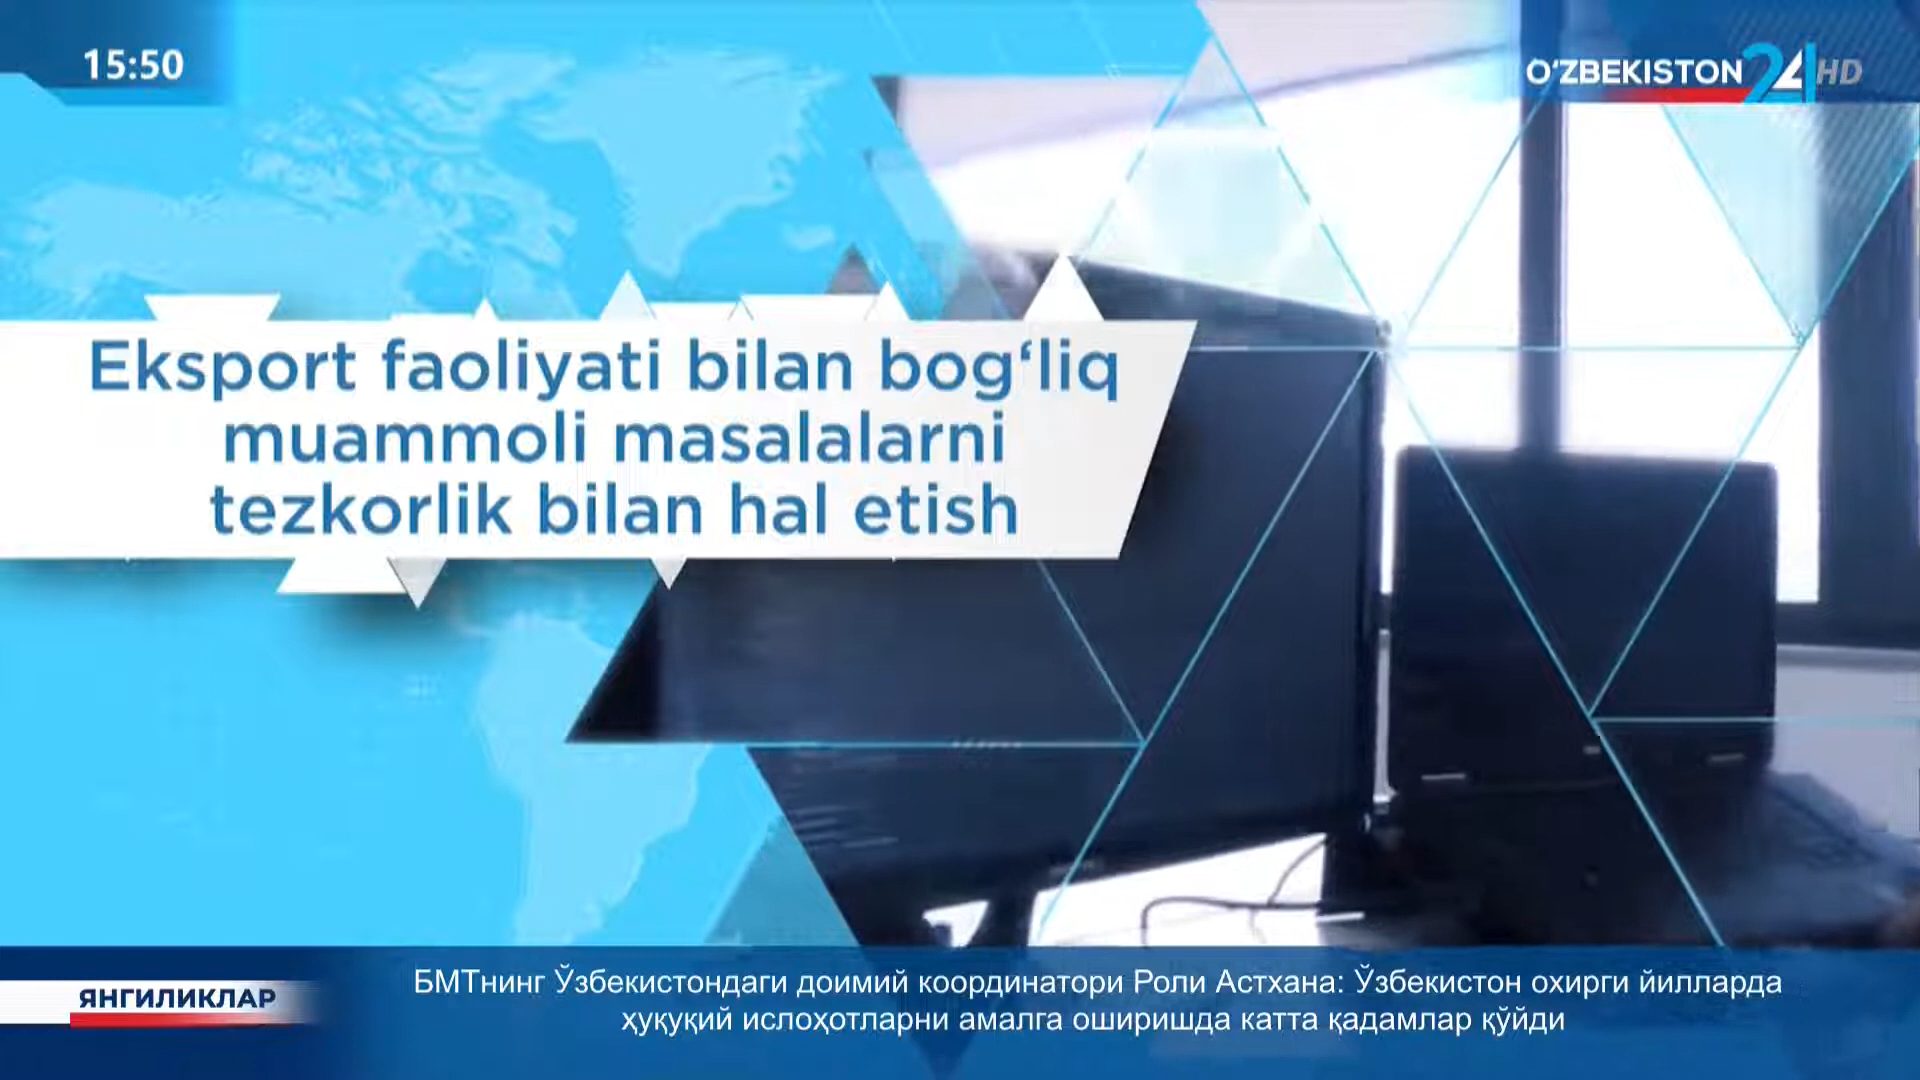 15:50
O‘ZBEKISTON 24 HD
Eksport faoliyati bilan bog‘liq
muammoli masalalarni
tezkorlik bilan hal etish
ЯНГИЛИКЛАР
БМТнинг Ўзбекистондаги доимий координатори Роли Астхана: Ўзбекистон охирги йилларда
ҳуқуқий ислоҳотларни амалга оширишда катта қадамлар қўйди